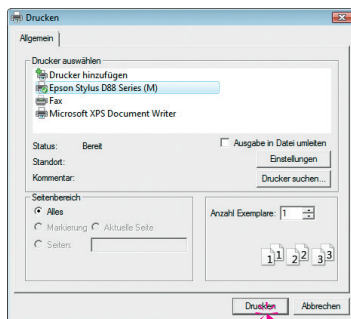 Drucken
Allgemein
Drucker auswählen
Drucker hinzufügen
Epson Stylus D88 Series (M)
Fax
Microsoft XPS Document Writer
Status: Bereit
Standort:
Kommentar:
Ausgabe in Datei umleiten
Einstellungen
Drucker suchen...
Seitenbereich
Alles
Markierung Aktuelle Seite
Seiten:
Anzahl Exemplare: 1
1 1 2 2 3 3
Drucken Abbrechen